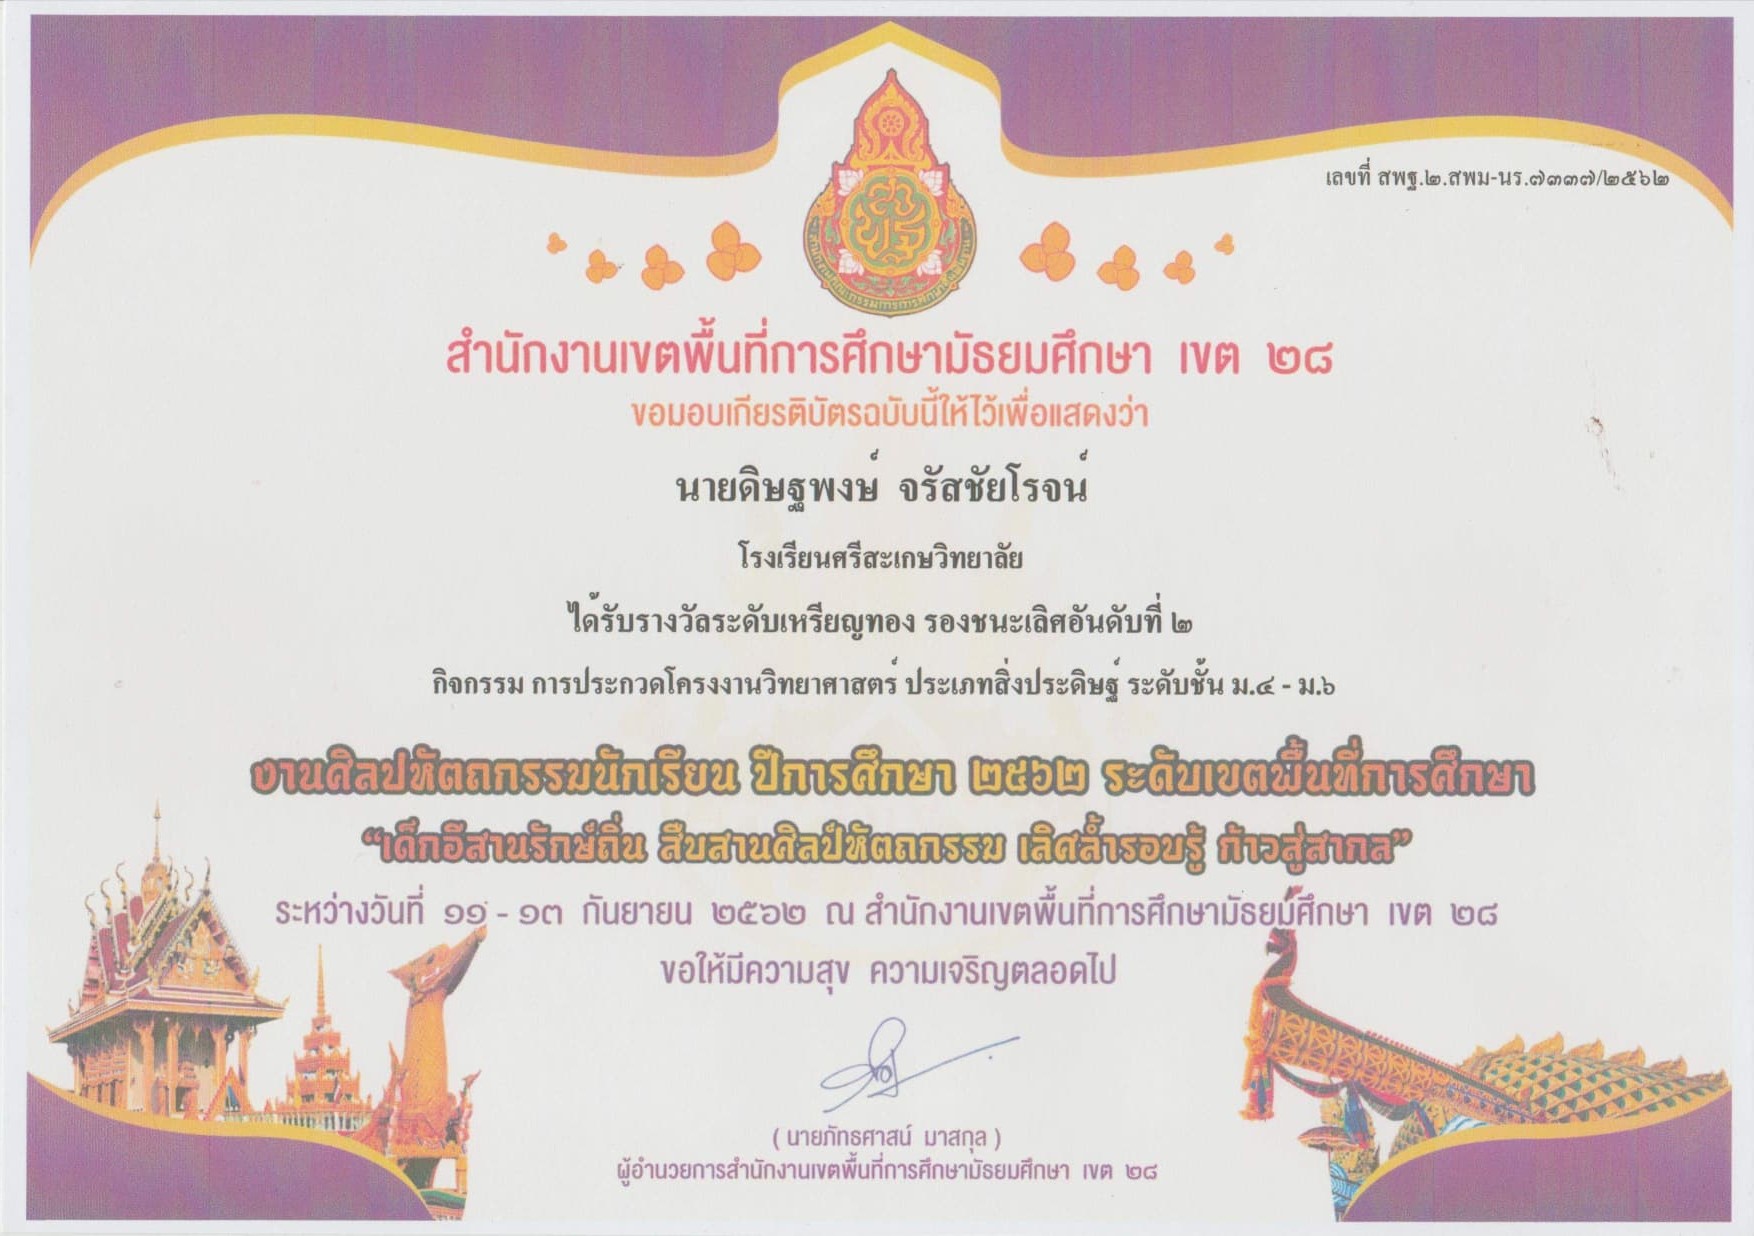 เลขที่ สพฐ.๒.สพม-นร.๗๓๓๗/๒๕๖๒
สำนักงานเขตพื้นที่การศึกษามัธยมศึกษา เขต ๒๘
ขอมอบเกียรติบัตรฉบับนี้ให้ไว้เพื่อแสดงว่า
นายดิษฐพงษ์ จรัสชัยโรจน์
โรงเรียนศรีสะเกษวิทยาลัย
ได้รับรางวัลระดับเหรียญทอง รองชนะเลิศอันดับที่ ๒
กิจกรรม การประกวดโครงงานวิทยาศาสตร์ ประเภทสิ่งประดิษฐ์ ระดับชั้น ม.๔ - ม.๖
งานศิลปหัตถกรรมนักเรียน ปีการศึกษา ๒๕๖๒ ระดับเขตพื้นที่การศึกษา
“เด็กอีสานรักษ์ถิ่น สืบสานศิลป์หัตถกรรม เลิศล้ำรอบรู้ ก้าวสู่สากล”
ระหว่างวันที่ ๑๑ - ๑๓ กันยายน ๒๕๖๒ ณ สำนักงานเขตพื้นที่การศึกษามัธยมศึกษา เขต ๒๘
ขอให้มีความสุข ความเจริญตลอดไป
( นายภัทรศาสน์ มาสกุล )
ผู้อำนวยการสำนักงานเขตพื้นที่การศึกษามัธยมศึกษา เขต ๒๘